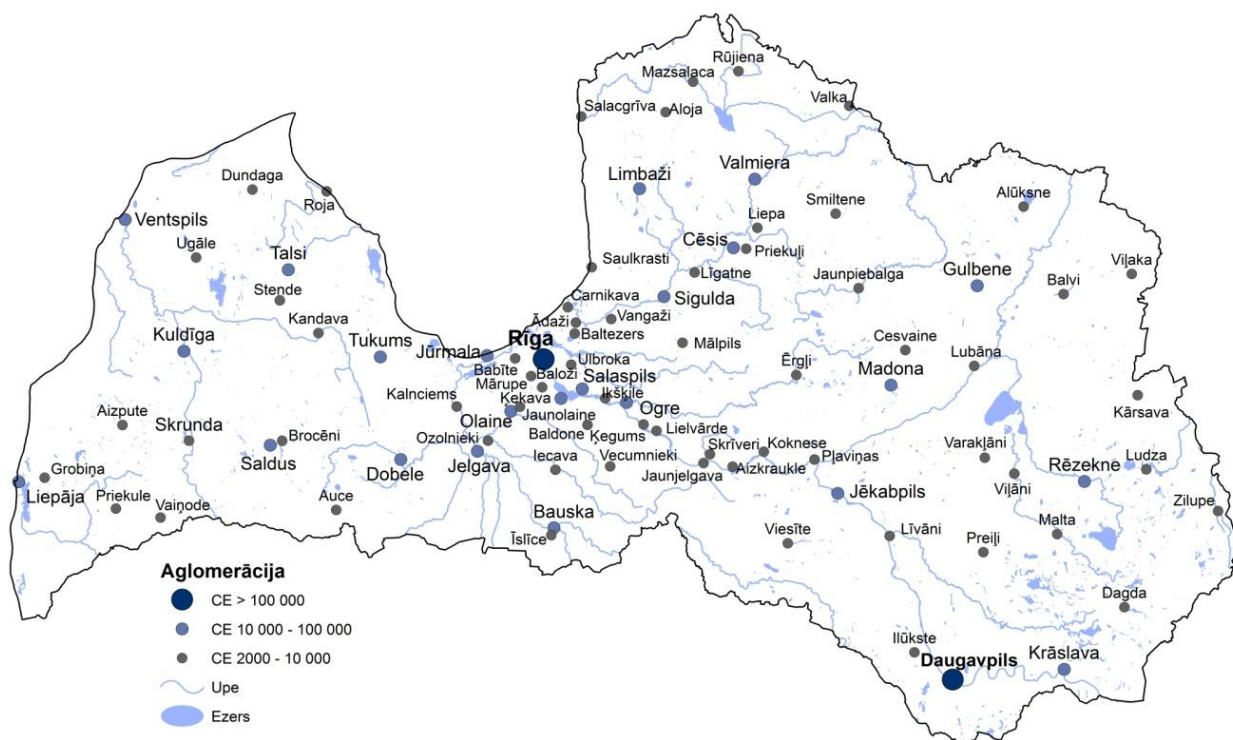 Rūjiena
Mazsalaca
Salacgrīva
Aloja
Valka
Dundaga
Roja
Limbaži
Valmiera
Smiltene
Alūksne
Ventspils
Ugāle
Talsi
Liepa
Cēsis
Priekuļi
Saulkrasti
Līgatne
Jaunpiebalga
Gulbene
Balvi
Viļaka
Stende
Sigulda
Carnikava
Vangaži
Kandava
Ādaži
Baltezers
Kuldīga
Tukums
Jūrmala
Rīga
Mālpils
Cesvaine
Lubāna
Ērgļi
Madona
Babīte
Ulbroka
Mārupe
Baloži
Salaspils
Ikšķile
Kalnciems
Ķekava
Ogre
Kārsava
Aizpute
Skrunda
Olaine
Jaunolaine
Baldone
Ķegums
Lielvārde
Brocēni
Saldus
Ozolnieki
Dobele
Jelgava
Iecava
Vecumnieki
Skrīveri
Koknese
Jaunjelgava
Aizkraukle
Pļaviņas
Varakļāni
Viļāni
Rēzekne
Ludza
Grobiņa
Liepāja
Priekule
Vaiņode
Auce
Jēkabpils
Zilupe
Bauska
Īslīce
Viesīte
Līvāni
Preiļi
Malta
Dagda
Ilūkste
Daugavpils
Krāslava
Aglomerācija
CE > 100 000
CE 10 000 - 100 000
CE 2000 - 10 000
Upe
Ezers